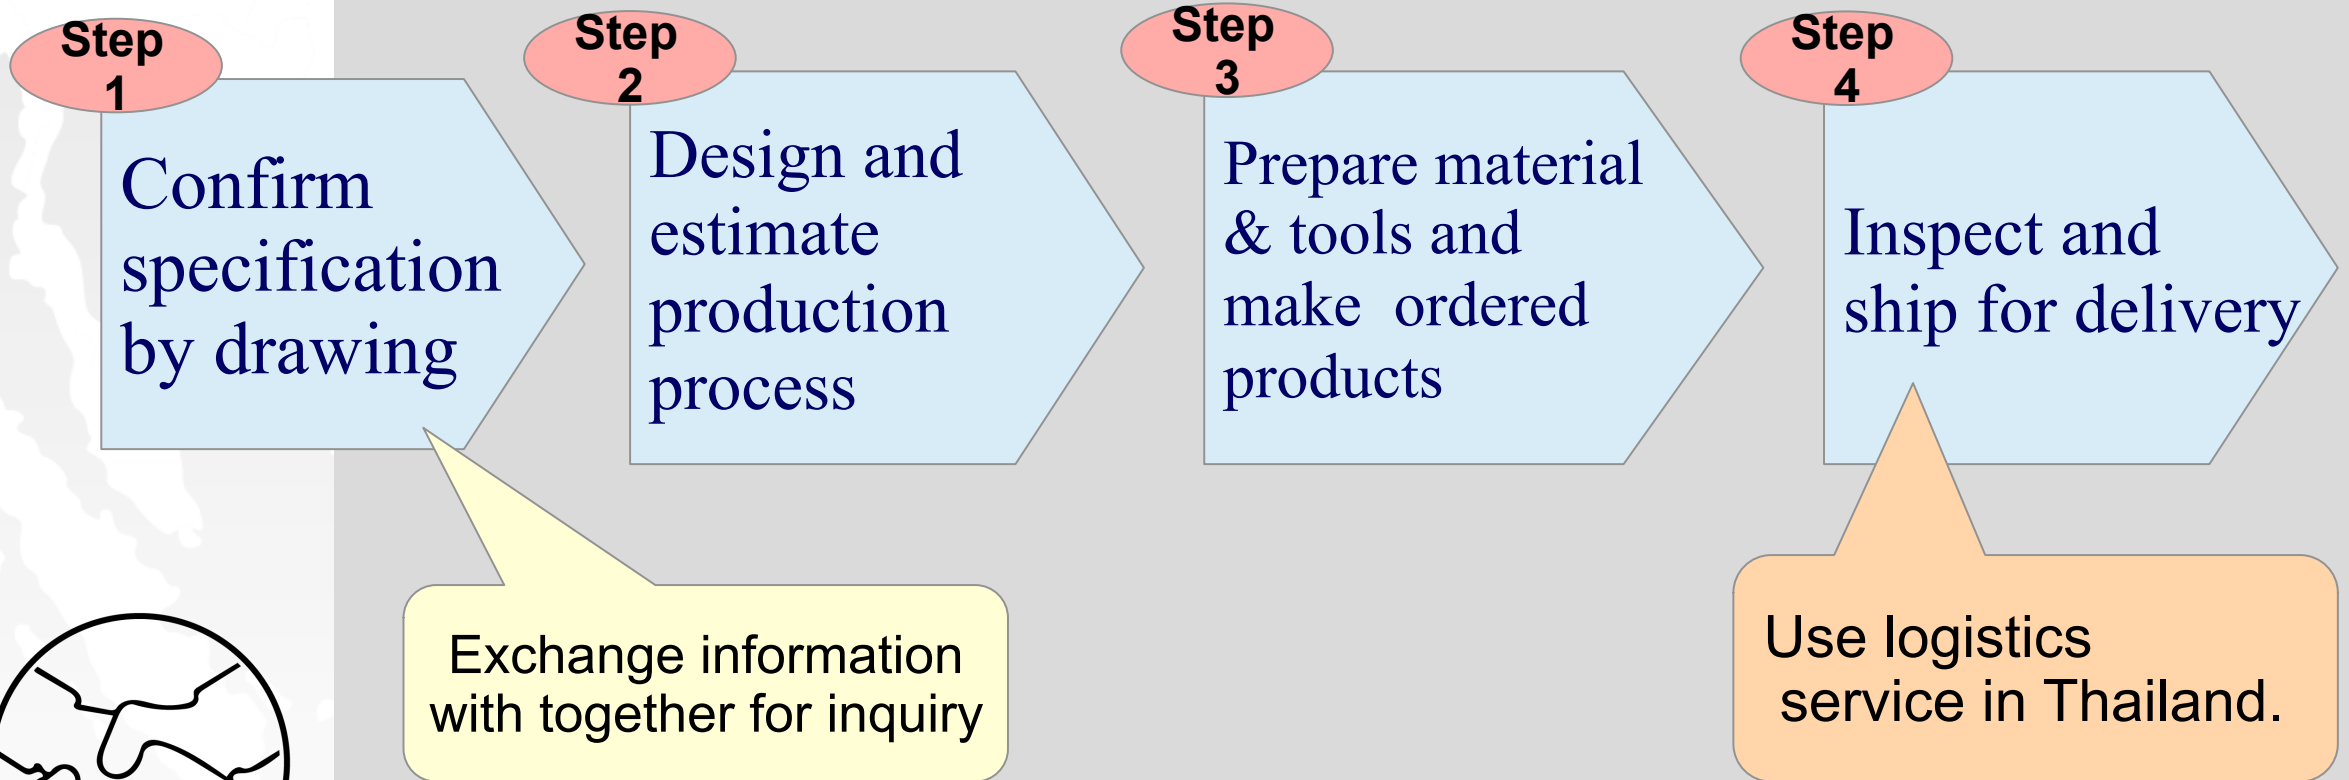 Step
1
Confirm
specification
by drawing
Step
2
Design and
estimate
production
process
Step
3
Prepare material
& tools and
make  ordered
products
Step
4
Inspect and
ship for delivery
Exchange information
with together for inquiry
Use logistics
service in Thailand.